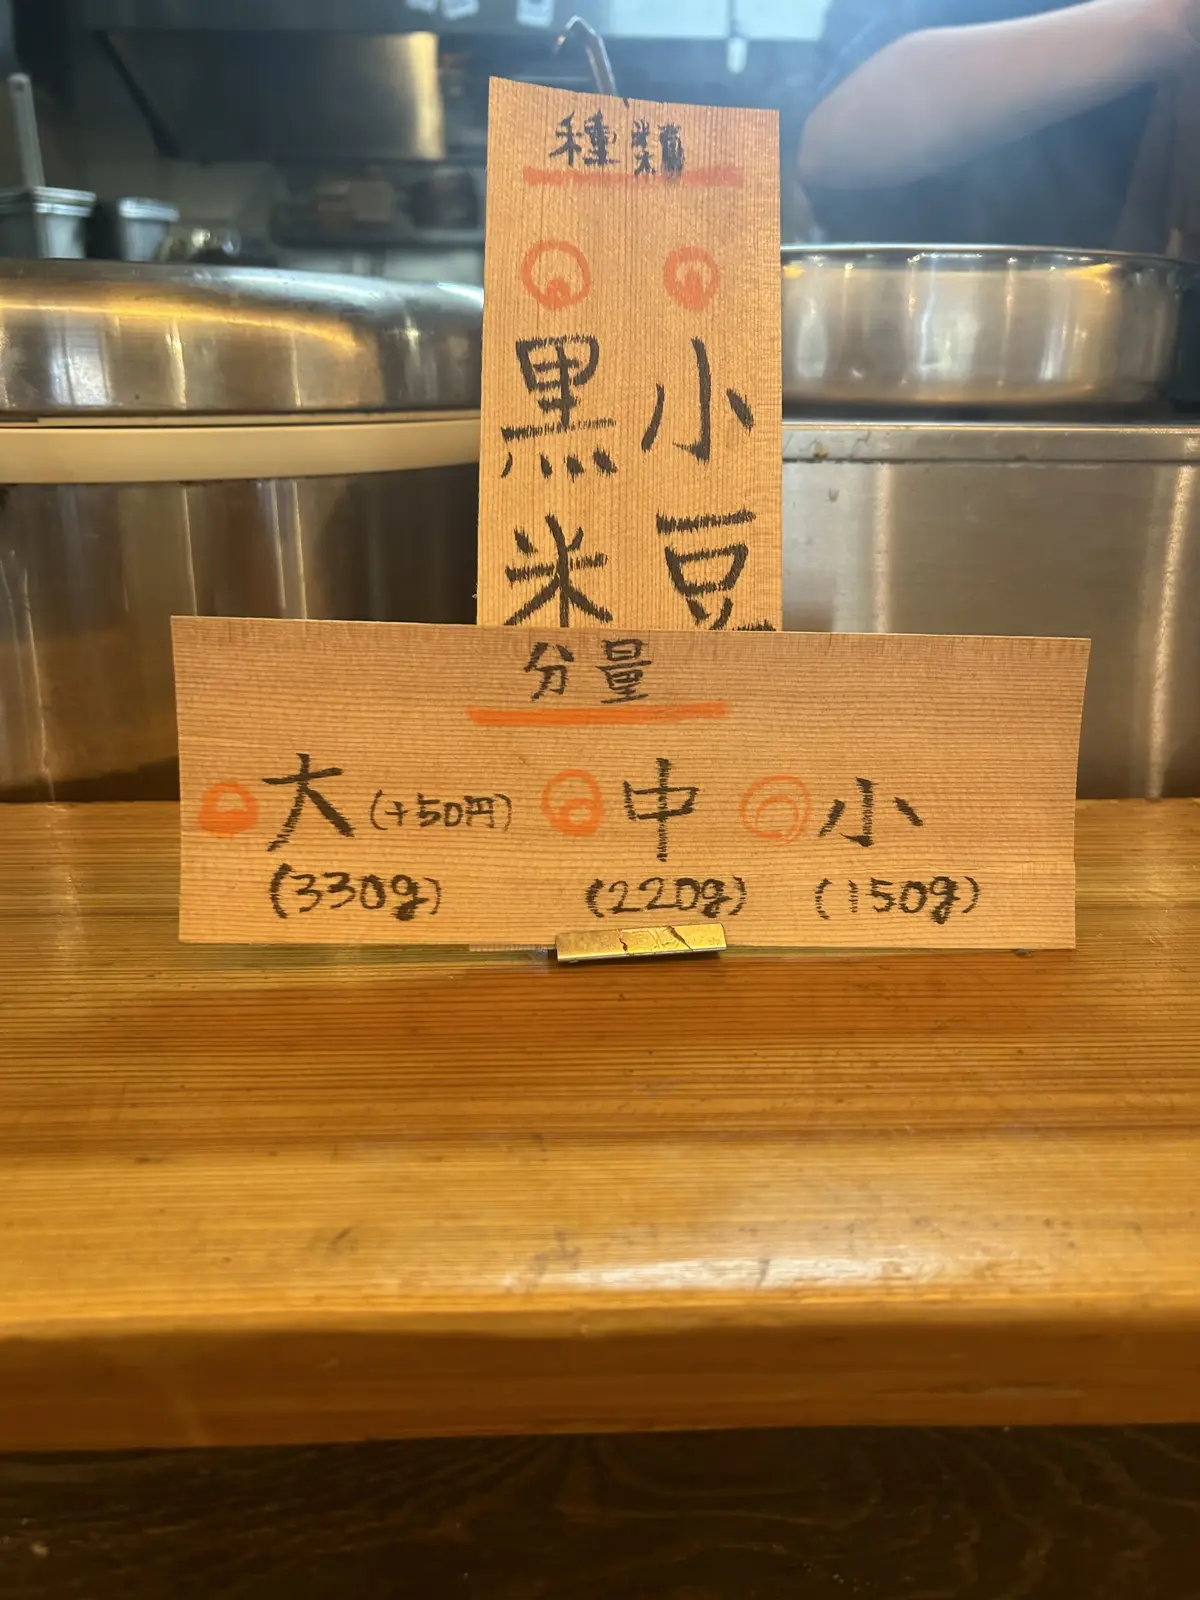 種類
小豆
黒米
分量
大(+50円) 中 小
(330g) (220g) (150g)